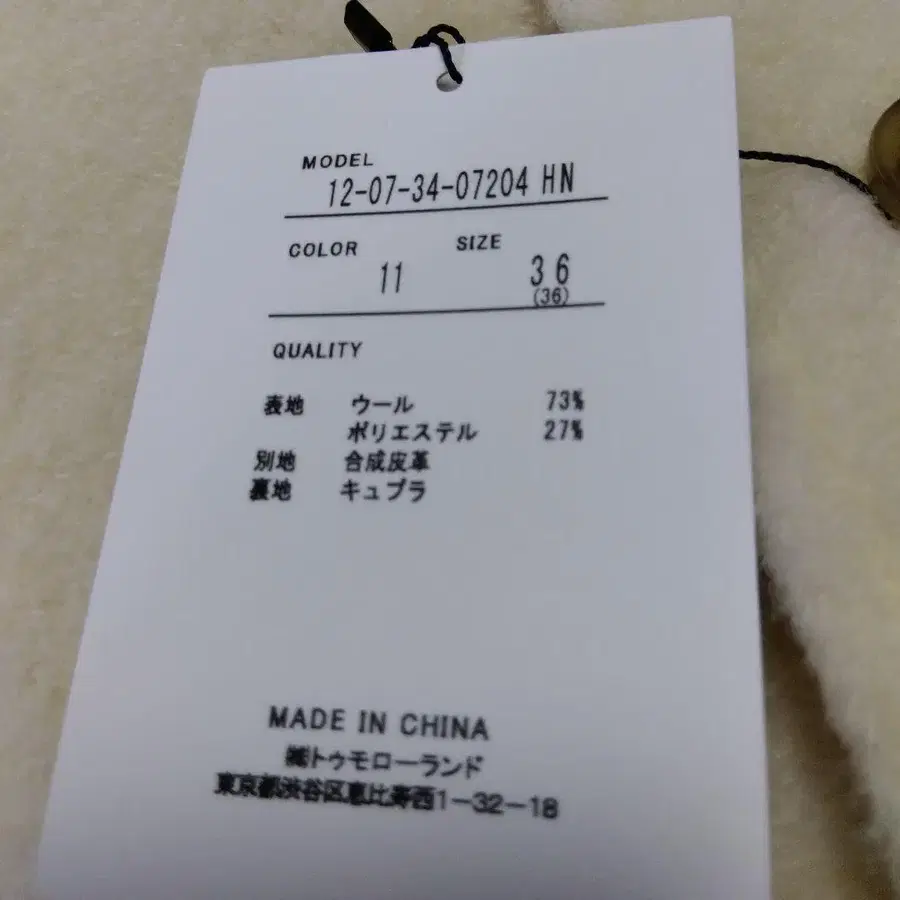 MODEL
12-07-34-07204 HN
COLOR SIZE
11 36
(36)
QUALITY
表地 ウール 73%
ポリエステル 27%
別地 合成皮革
裏地 キュプラ
MADE IN CHINA
㈱トゥモローランド
東京都渋谷区恵比寿西1-32-18